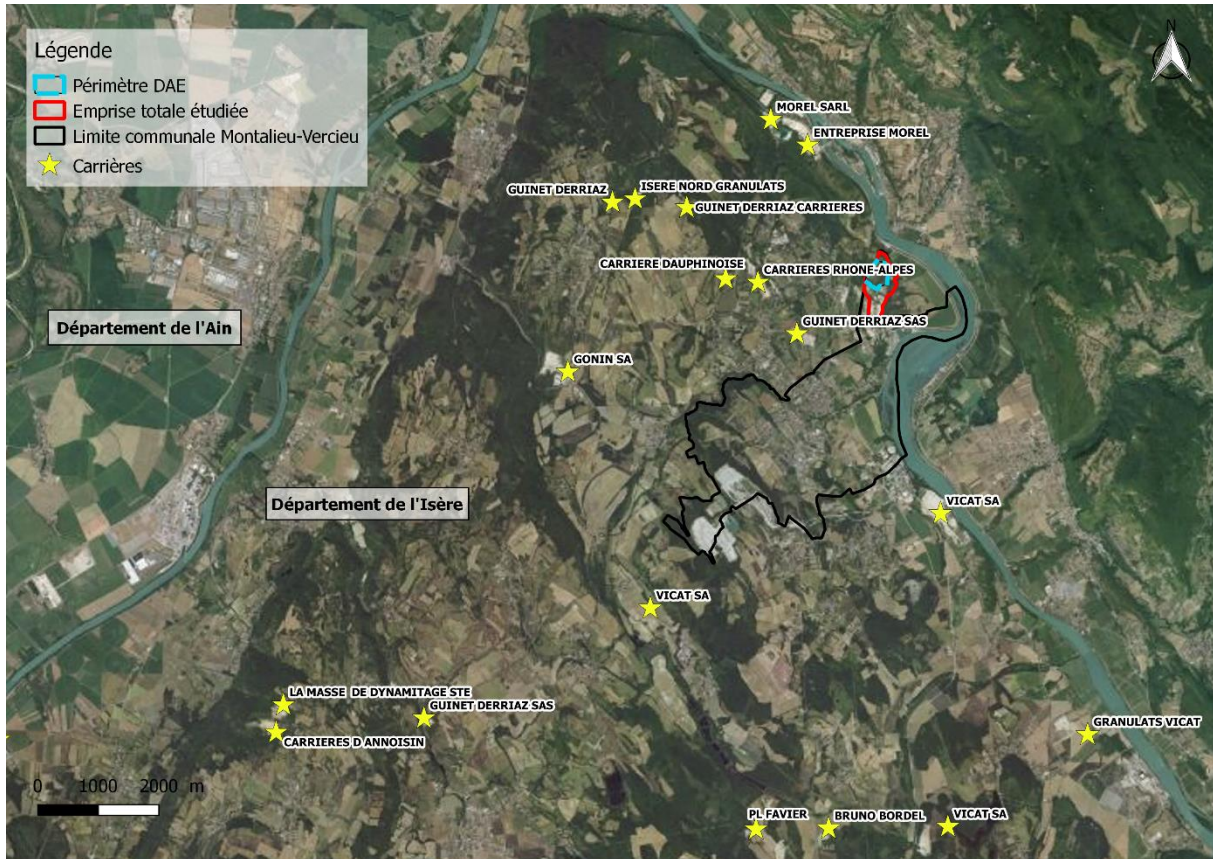 Légende
Périmètre DAE
Emprise totale étudiée
Limite communale Montalieu-Vercieu
Carrières
N
MOREL SARL
ENTREPRISE MOREL
GUINET DERRIAZ
ISERE NORD GRANULATS
GUINET DERRIAZ CARRIERES
CARRIERE DAUPHINOISE
CARRIERES RHONE-ALPES
Département de l'Ain
GUINET DERRIAZ SAS
GONIN SA
Département de l'Isère
VICAT SA
VICAT SA
LA MASSE DE DYNAMITAGE STE
GUINET DERRIAZ SAS
CARRIERES D ANNOISIN
GRANULATS VICAT
0 1000 2000 m
PL FAVIER
BRUNO BORDEL
VICAT SA